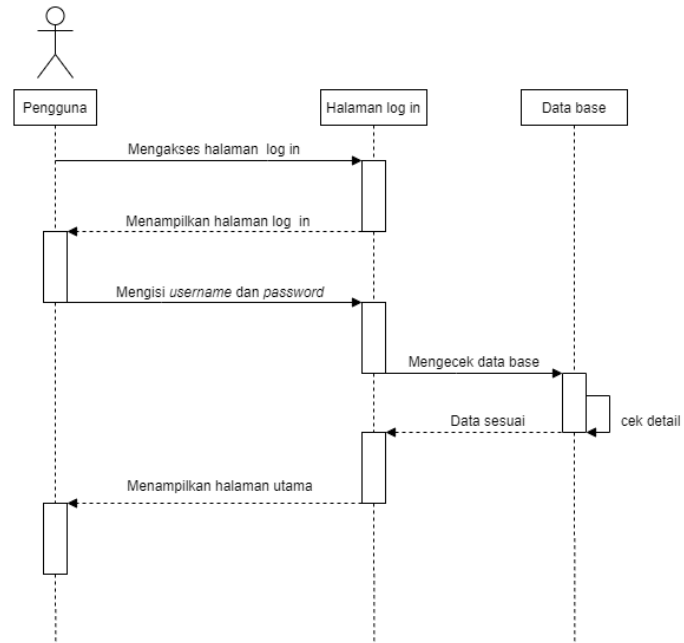 Pengguna
Halaman log in
Data base
Mengakses halaman log in
Menampilkan halaman log in
Mengisi username dan password
Mengecek data base
Data sesuai
cek detail
Menampilkan halaman utama